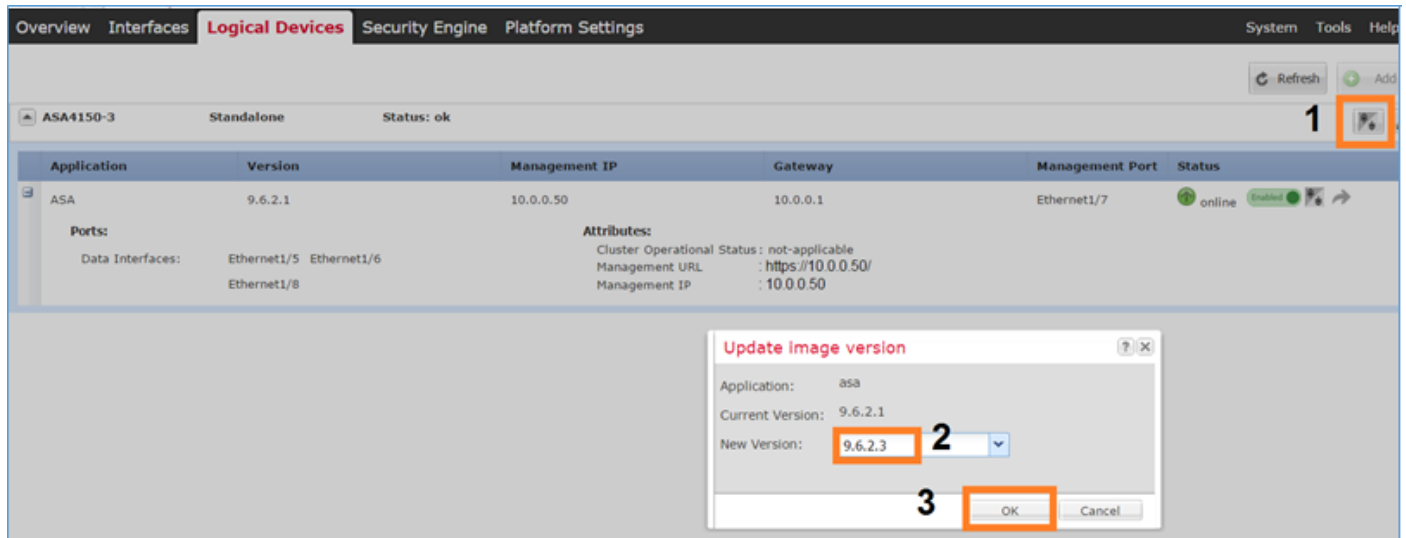 Overview Interfaces Logical Devices Security Engine Platform Settings System Tools Help
Refresh Add
ASA4150-3 Standalone Status: ok 1
Application Version Management IP Gateway Management Port Status
ASA 9.6.2.1 10.0.0.50 10.0.0.1 Ethernet1/7 online Enabled
Ports: Attributes:
Cluster Operational Status : not-applicable
Data Interfaces: Ethernet1/5 Ethernet1/6
Management URL : https://10.0.0.50/
Ethernet1/8 Management IP : 10.0.0.50
Update image version ?
Application: asa
Current Version: 9.6.2.1
New Version: 9.6.2.3 2
3 OK Cancel